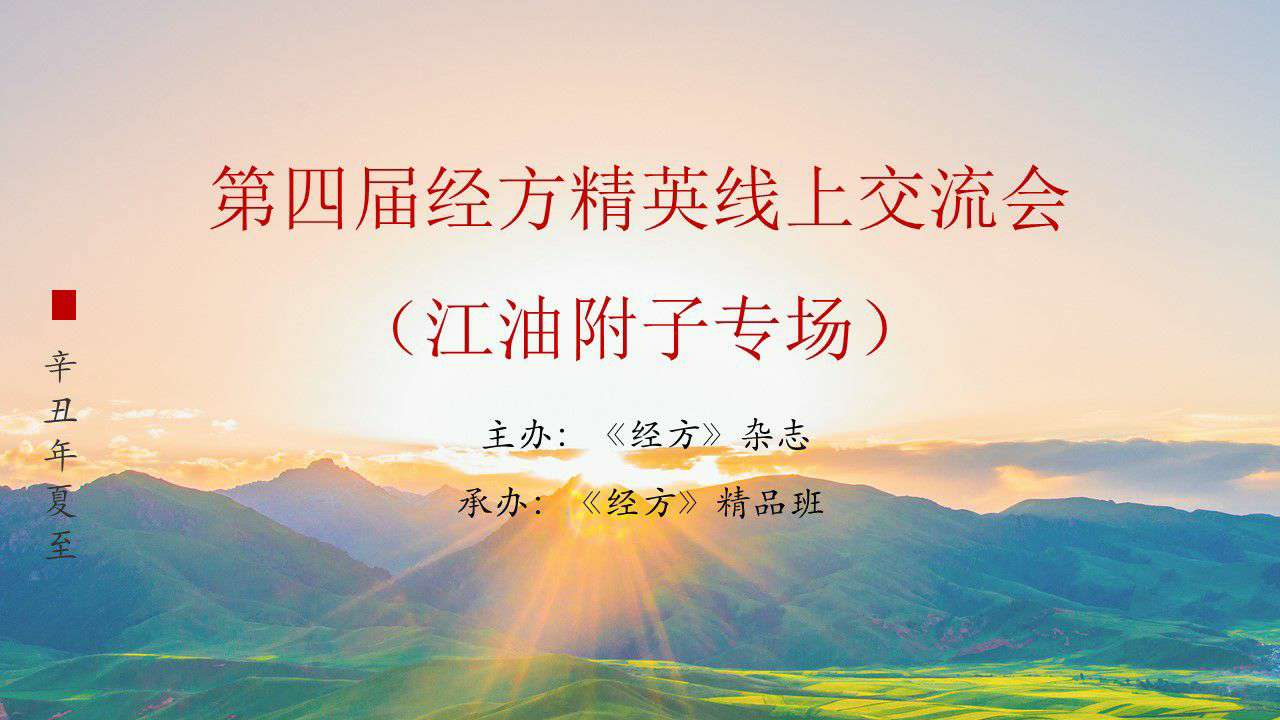 第四届经方精英线上交流会
（江油附子专场）
主办：《经方》杂志
承办：《经方》精品班
辛丑年夏至